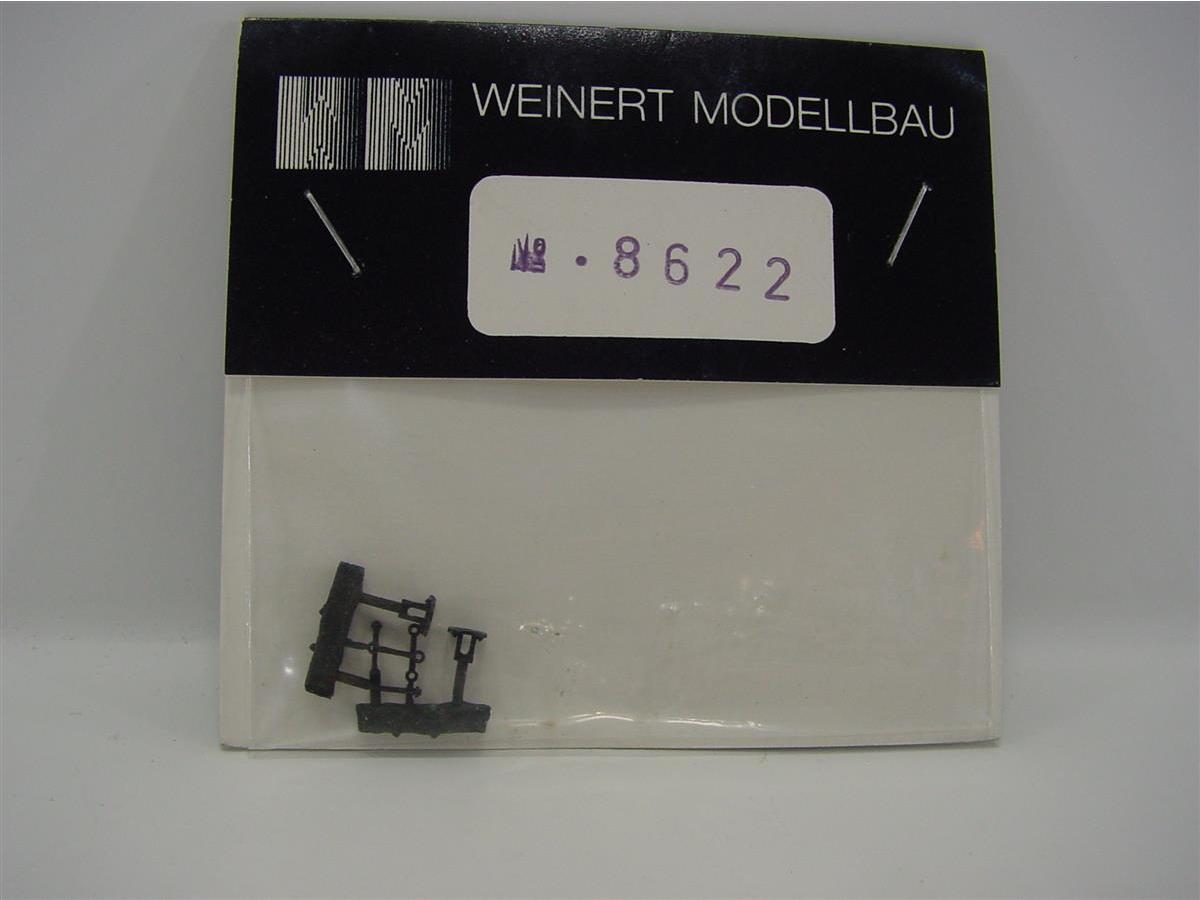 WEINERT MODELLBAU
№ . 8622